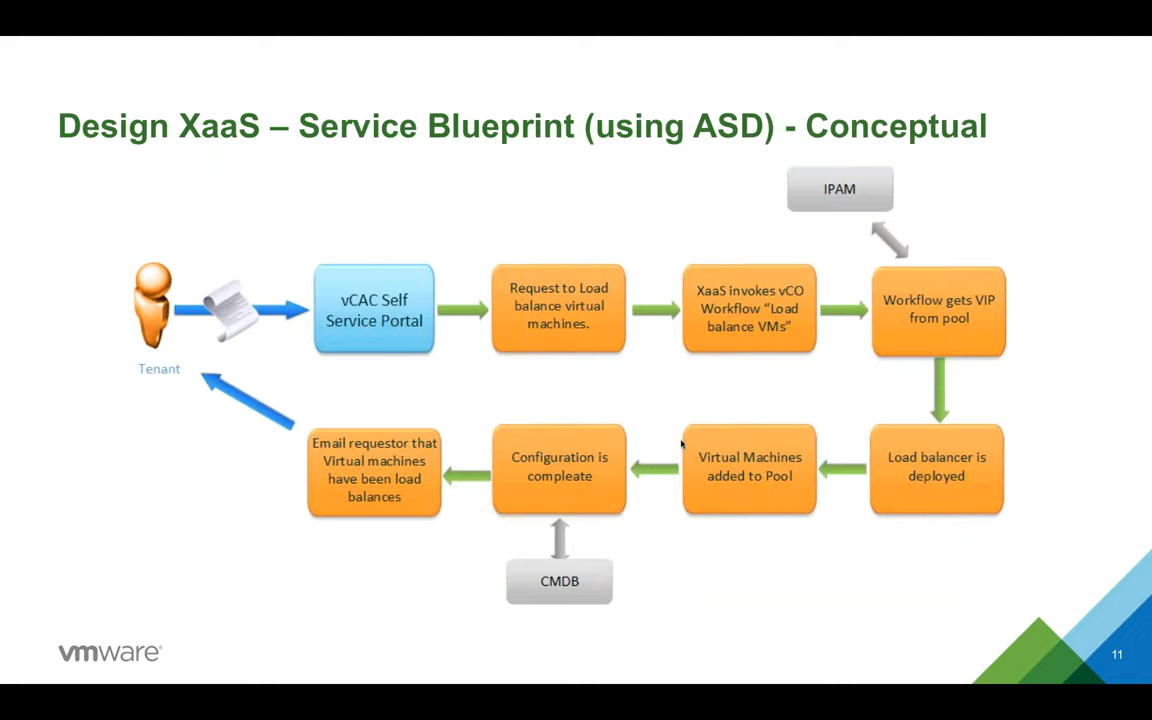 Design XaaS – Service Blueprint (using ASD) - Conceptual
IPAM
Tenant
vCAC Self
Service Portal
Request to Load
balance virtual
machines.
XaaS invokes vCO
Workflow “Load
balance VMs”
Workflow gets VIP
from pool
Load balancer is
deployed
Virtual Machines
added to Pool
Configuration is
compleate
CMDB
Email requestor that
Virtual machines
have been load
balances
vmware®
11